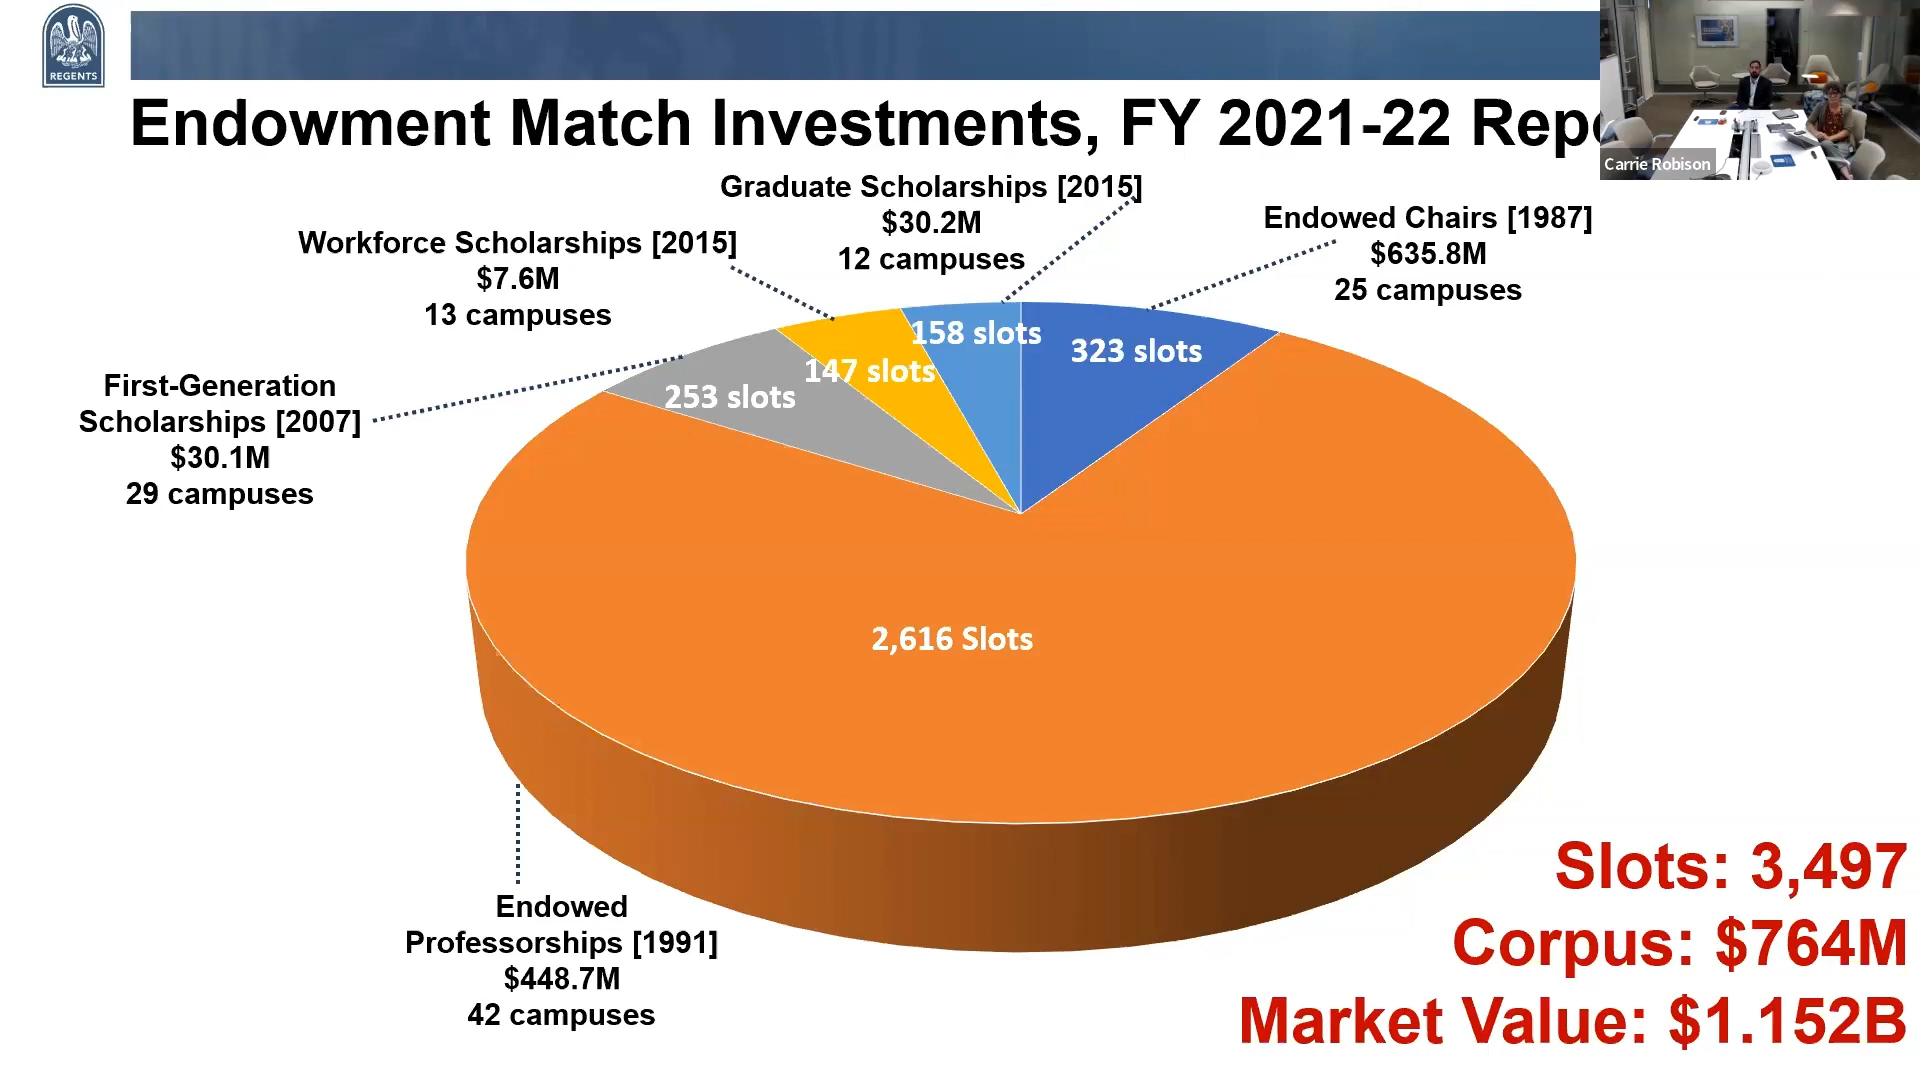 REGENTS
Endowment Match Investments, FY 2021-22
Carrie Robison
Graduate Scholarships [2015]
$30.2M
12 campuses
Endowed Chairs [1987]
$635.8M
25 campuses
Workforce Scholarships [2015]
$7.6M
13 campuses
First-Generation
Scholarships [2007]
$30.1M
29 campuses
158 slots
323 slots
147 slots
253 slots
2,616 Slots
Endowed
Professorships [1991]
$448.7M
42 campuses
Slots: 3,497
Corpus: $764M
Market Value: $1.152B